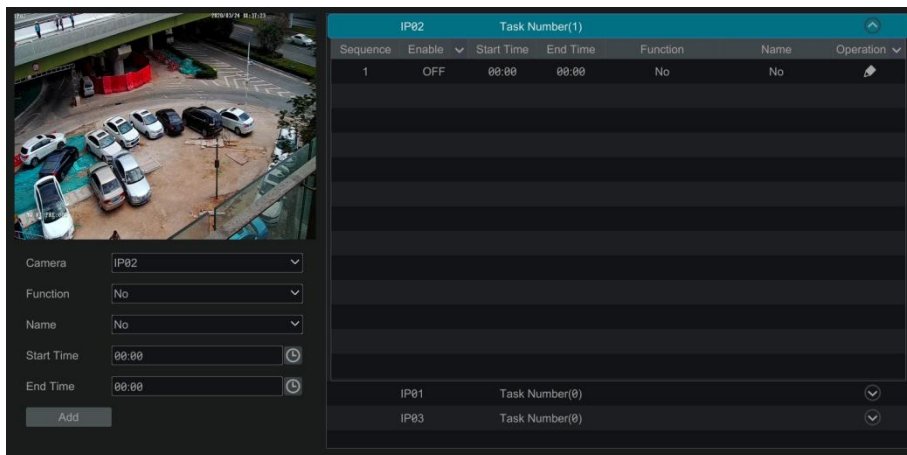 IP02 Task Number(1)
Sequence Enable Start Time End Time Function Name Operation
1 OFF 00:00 00:00 No No
Camera IP02
Function No
Name No
Start Time 00:00
End Time 00:00
Add
IP01 Task Number(0)
IP03 Task Number(0)